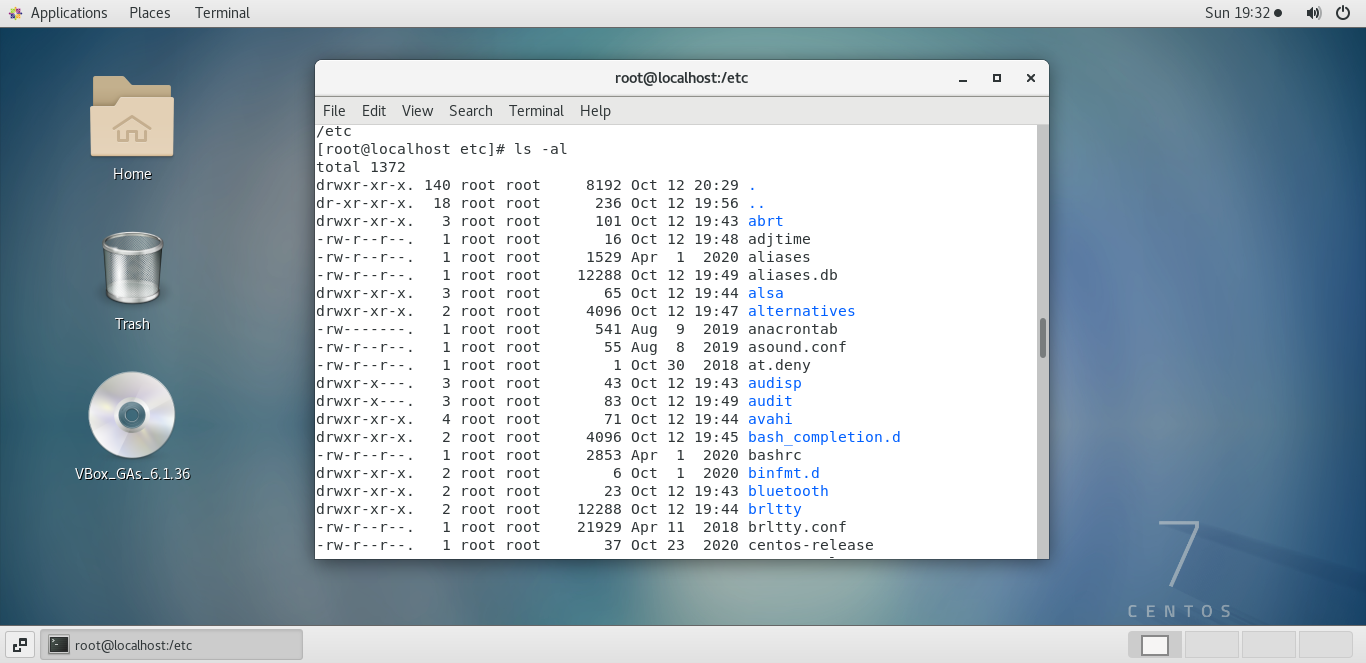 Applications Places Terminal Sun 19:32
Home
Trash
VBox_GAs_6.1.36
root@localhost:/etc
File Edit View Search Terminal Help
/etc
[root@localhost etc]# ls -al
total 1372
drwxr-xr-x. 140 root root     8192 Oct 12 20:29 .
dr-xr-xr-x.  18 root root      236 Oct 12 19:56 ..
drwxr-xr-x.   3 root root      101 Oct 12 19:43 abrt
-rw-r--r--.   1 root root       16 Oct 12 19:48 adjtime
-rw-r--r--.   1 root root     1529 Apr  1  2020 aliases
-rw-r--r--.   1 root root    12288 Oct 12 19:49 aliases.db
drwxr-xr-x.   3 root root       65 Oct 12 19:44 alsa
drwxr-xr-x.   2 root root     4096 Oct 12 19:47 alternatives
-rw-------.   1 root root      541 Aug  9  2019 anacrontab
-rw-r--r--.   1 root root       55 Aug  8  2019 asound.conf
-rw-r--r--.   1 root root        1 Oct 30  2018 at.deny
drwxr-x---.   3 root root       43 Oct 12 19:43 audisp
drwxr-x---.   3 root root       83 Oct 12 19:49 audit
drwxr-xr-x.   4 root root       71 Oct 12 19:44 avahi
drwxr-xr-x.   2 root root     4096 Oct 12 19:45 bash_completion.d
-rw-r--r--.   1 root root     2853 Apr  1  2020 bashrc
drwxr-xr-x.   2 root root        6 Oct  1  2020 binfmt.d
drwxr-xr-x.   2 root root       23 Oct 12 19:43 bluetooth
drwxr-xr-x.   2 root root    12288 Oct 12 19:44 brltty
-rw-r--r--.   1 root root    21929 Apr 11  2018 brltty.conf
-rw-r--r--.   1 root root       37 Oct 23  2020 centos-release
7
CENTOS
root@localhost:/etc